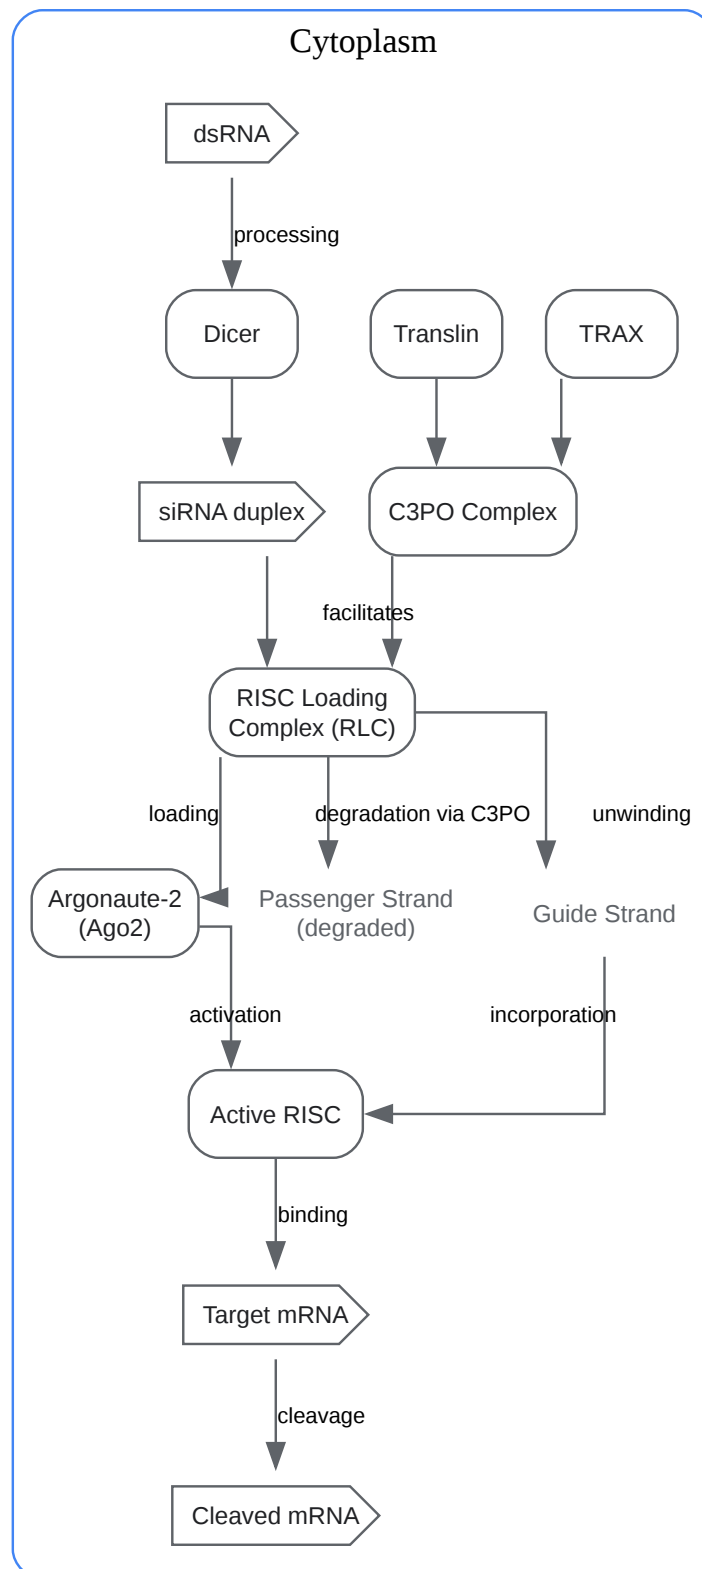 Cytoplasm
dsRNA
processing
Dicer
Translin
TRAX
siRNA duplex
C3PO Complex
facilitates
RISC Loading
Complex (RLC)
loading
degradation via C3PO
unwinding
Argonaute-2
(Ago2)
Passenger Strand
(degraded)
Guide Strand
activation
incorporation
Active RISC
binding
Target mRNA
cleavage
Cleaved mRNA